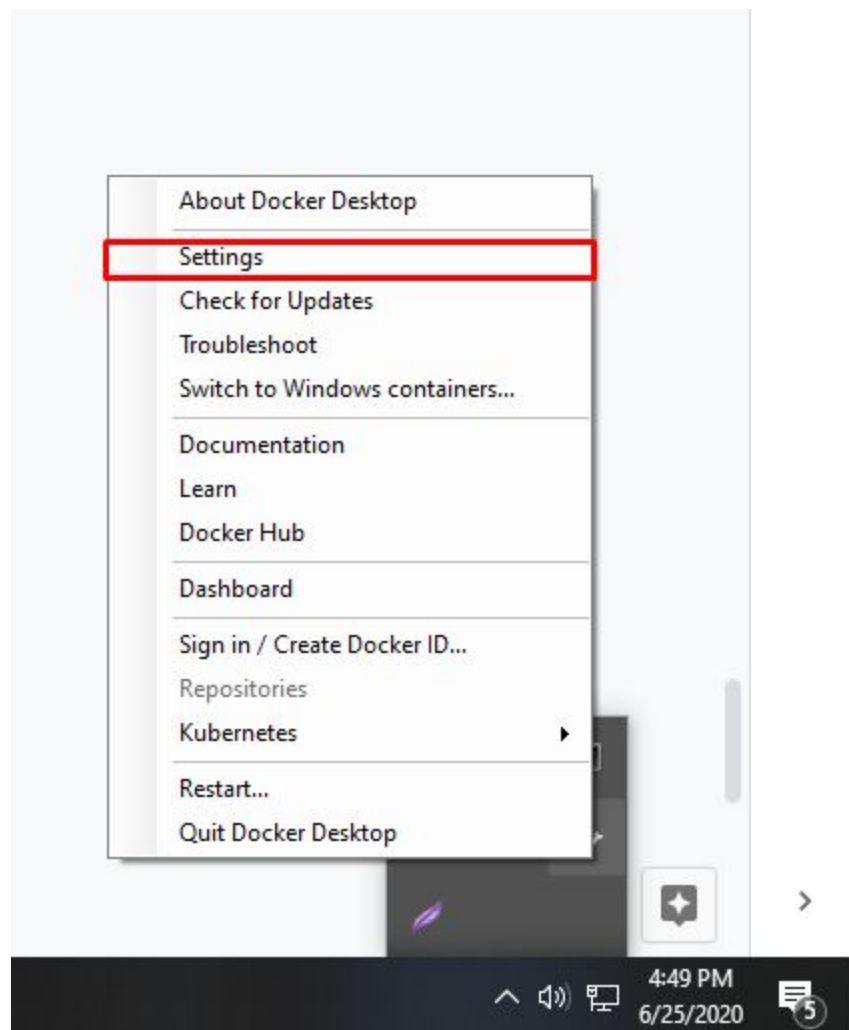 About Docker Desktop
Settings
Check for Updates
Troubleshoot
Switch to Windows containers...
Documentation
Learn
Docker Hub
Dashboard
Sign in / Create Docker ID...
Repositories
Kubernetes
Restart...
Quit Docker Desktop
4:49 PM
6/25/2020
5